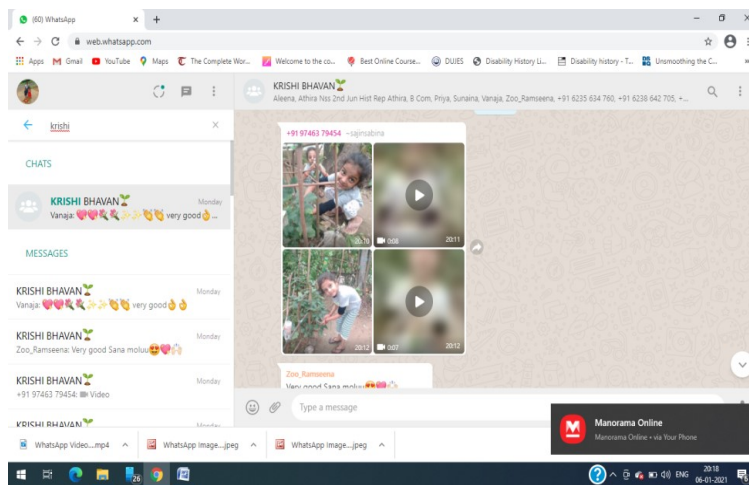 (60) WhatsApp
web.whatsapp.com
Apps Gmail YouTube Maps The Complete Wor... Welcome to the co... Best Online Course... DUJES Disability History Li... Disability history - T... Unsmoothing the C...
KRISHI BHAVAN🌱
Aleena, Athira Nss 2nd Jun Hist Rep Athira, B Com, Priya, Sunaina, Vanaja, Zoo_Ramseena, +91 6235 634 760, +91 6238 642 705, +...
krishi
CHATS
KRISHI BHAVAN🌱 Monday
Vanaja: 💖💖🌹🌹✨✨👏👏 very good👌...
MESSAGES
KRISHI BHAVAN🌱 Monday
Vanaja: 💖💖🌹🌹✨✨👏👏 very good👌👌
KRISHI BHAVAN🌱 Monday
Zoo_Ramseena: Very good Sana moluu😍💖
KRISHI BHAVAN🌱 Monday
+91 97463 79454: Video
KRISHI BHAVAN🌱 Monday
+91 97463 79454 ~sajinsabina
20:10 0:08 20:11
20:12 0:07 20:12
Zoo_Ramseena
Very good Sana moluu😍💖
Type a message
Manorama Online
Manorama Online • via Your Phone
WhatsApp Video....mp4 WhatsApp Image...jpeg WhatsApp Image...jpeg
26
ENG
20:18
06-01-2021